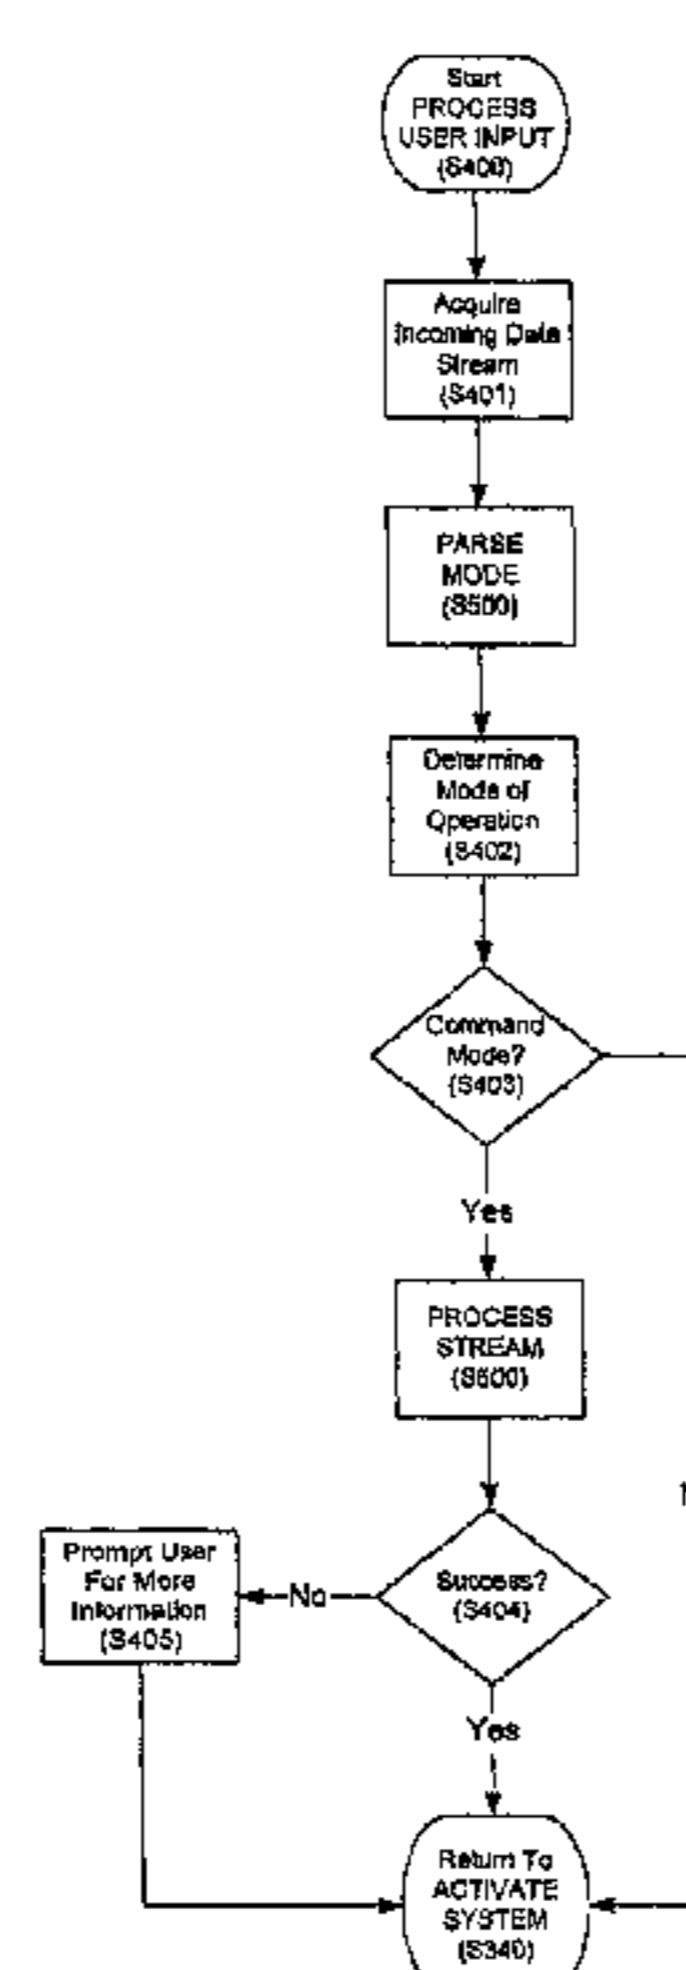 Start
PROCESS
USER INPUT
(S400)
Acquire
Incoming Data
Stream
(S401)
PARSE
MODE
(S500)
Determine
Mode of
Operation
(S402)
Command
Mode?
(S403)
Yes
PROCESS
STREAM
(S600)
Success?
(S404)
No
Prompt User
For More
Information
(S405)
Yes
Return To
ACTIVATE
SYSTEM
(S340)